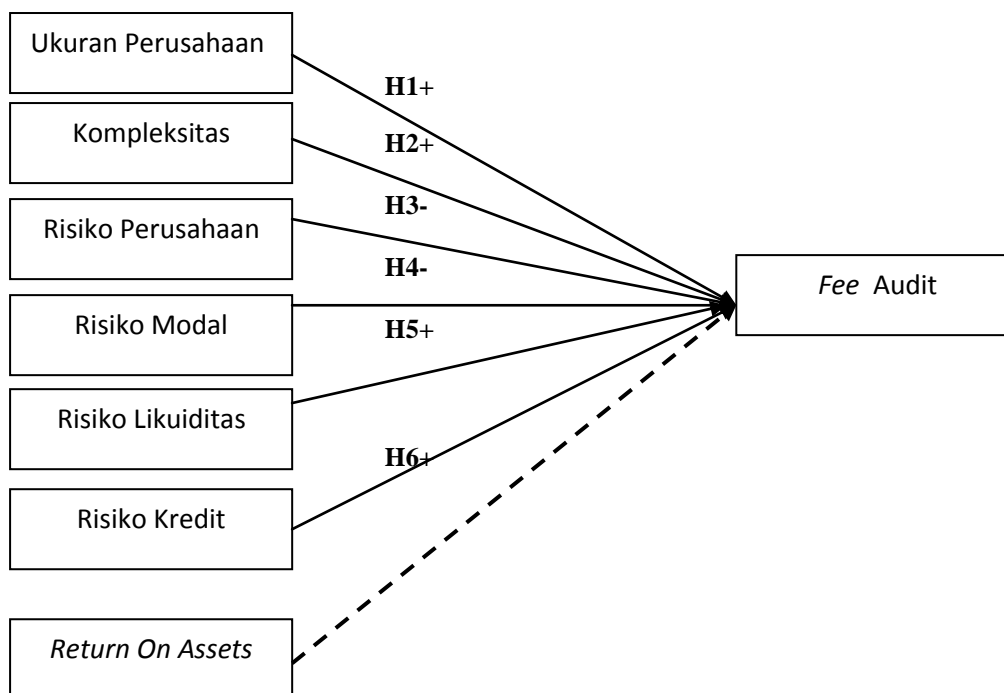 Ukuran Perusahaan
H1+
Kompleksitas
H2+
H3-
Risiko Perusahaan
H4-
Fee Audit
Risiko Modal
H5+
Risiko Likuiditas
H6+
Risiko Kredit
Return On Assets